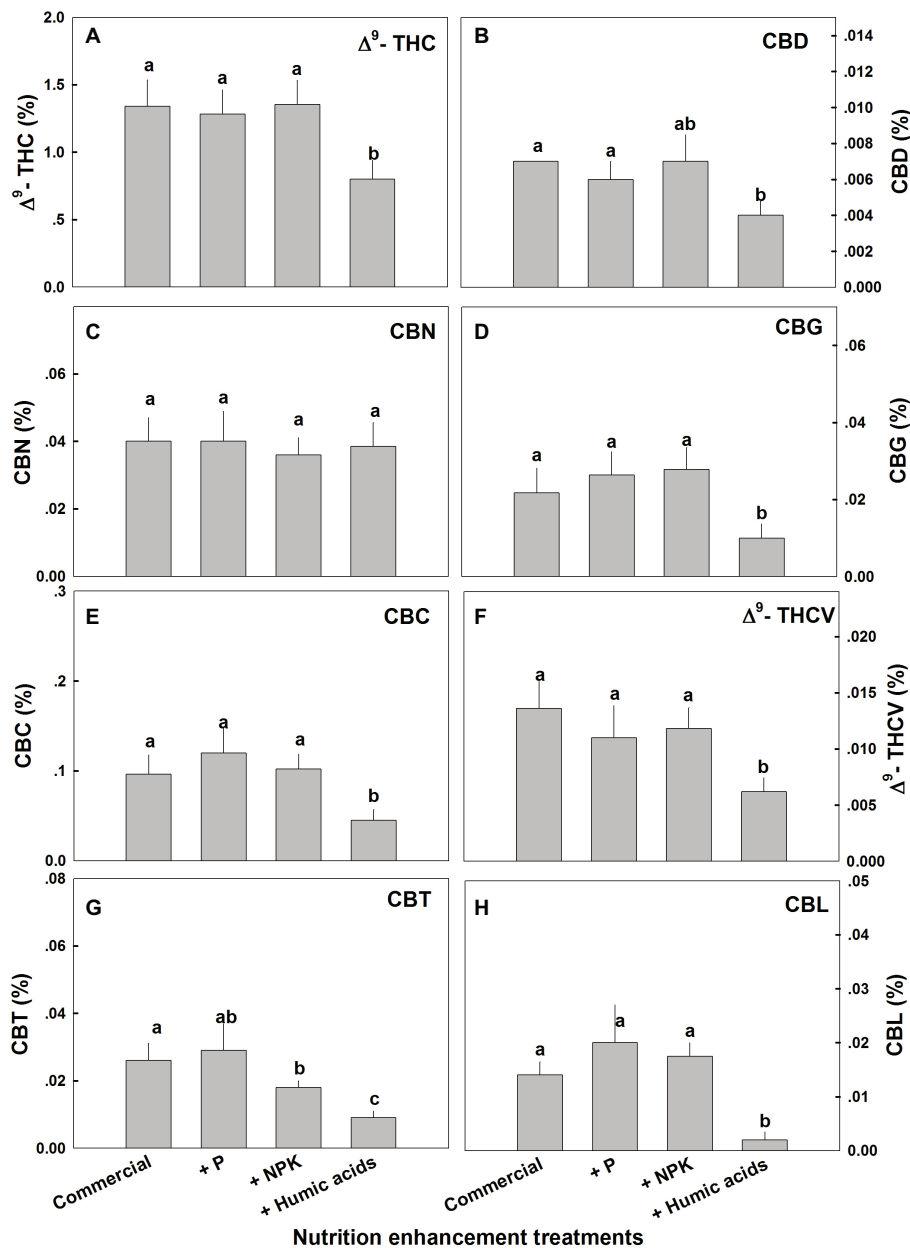 A
Δ⁹- THC
2.0
1.5
1.0
.5
0.0
Δ⁹- THC (%)
a
a
a
b
B
CBD
.014
.012
.010
.008
.006
.004
.002
.000
CBD (%)
a
a
ab
b
C
CBN
.06
.04
.02
0.00
CBN (%)
a
a
a
a
D
CBG
.06
.04
.02
0.00
CBG (%)
a
a
a
b
E
CBC
.3
.2
.1
0.0
CBC (%)
a
a
a
b
F
Δ⁹- THCV
.020
.015
.010
.005
0.000
Δ⁹- THCV (%)
a
a
a
b
G
CBT
.08
.06
.04
.02
0.00
CBT (%)
a
ab
b
c
H
CBL
.05
.04
.03
.02
.01
0.00
CBL (%)
a
a
a
b
Commercial
+ P
+ NPK
+ Humic acids
Commercial
+ P
+ NPK
+ Humic acids
Nutrition enhancement treatments